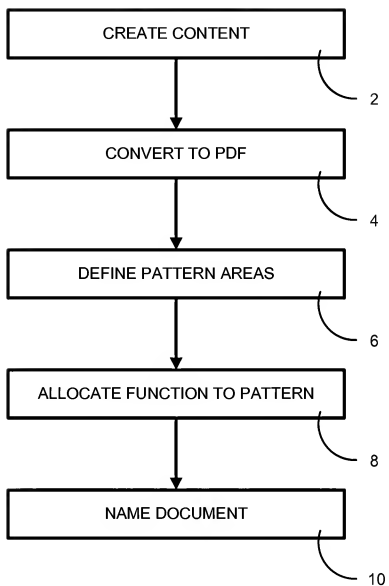 CREATE CONTENT
2
CONVERT TO PDF
4
DEFINE PATTERN AREAS
6
ALLOCATE FUNCTION TO PATTERN
8
NAME DOCUMENT
10